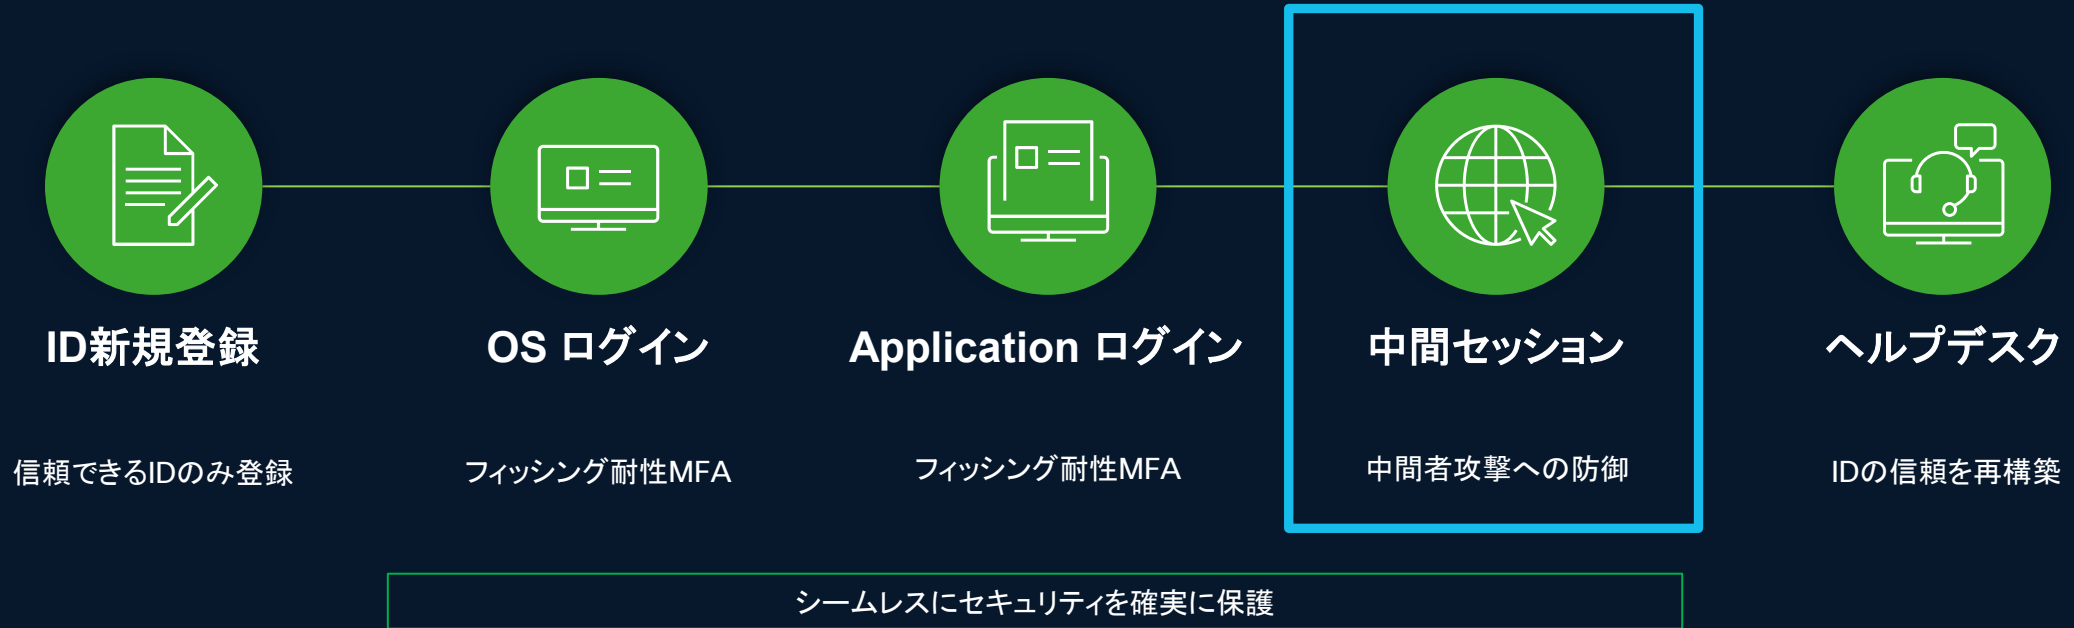 ID新規登録
OS ログイン
Application ログイン
中間セッション
ヘルプデスク
信頼できるIDのみ登録
フィッシング耐性MFA
フィッシング耐性MFA
中間者攻撃への防御
IDの信頼を再構築
シームレスにセキュリティを確実に保護